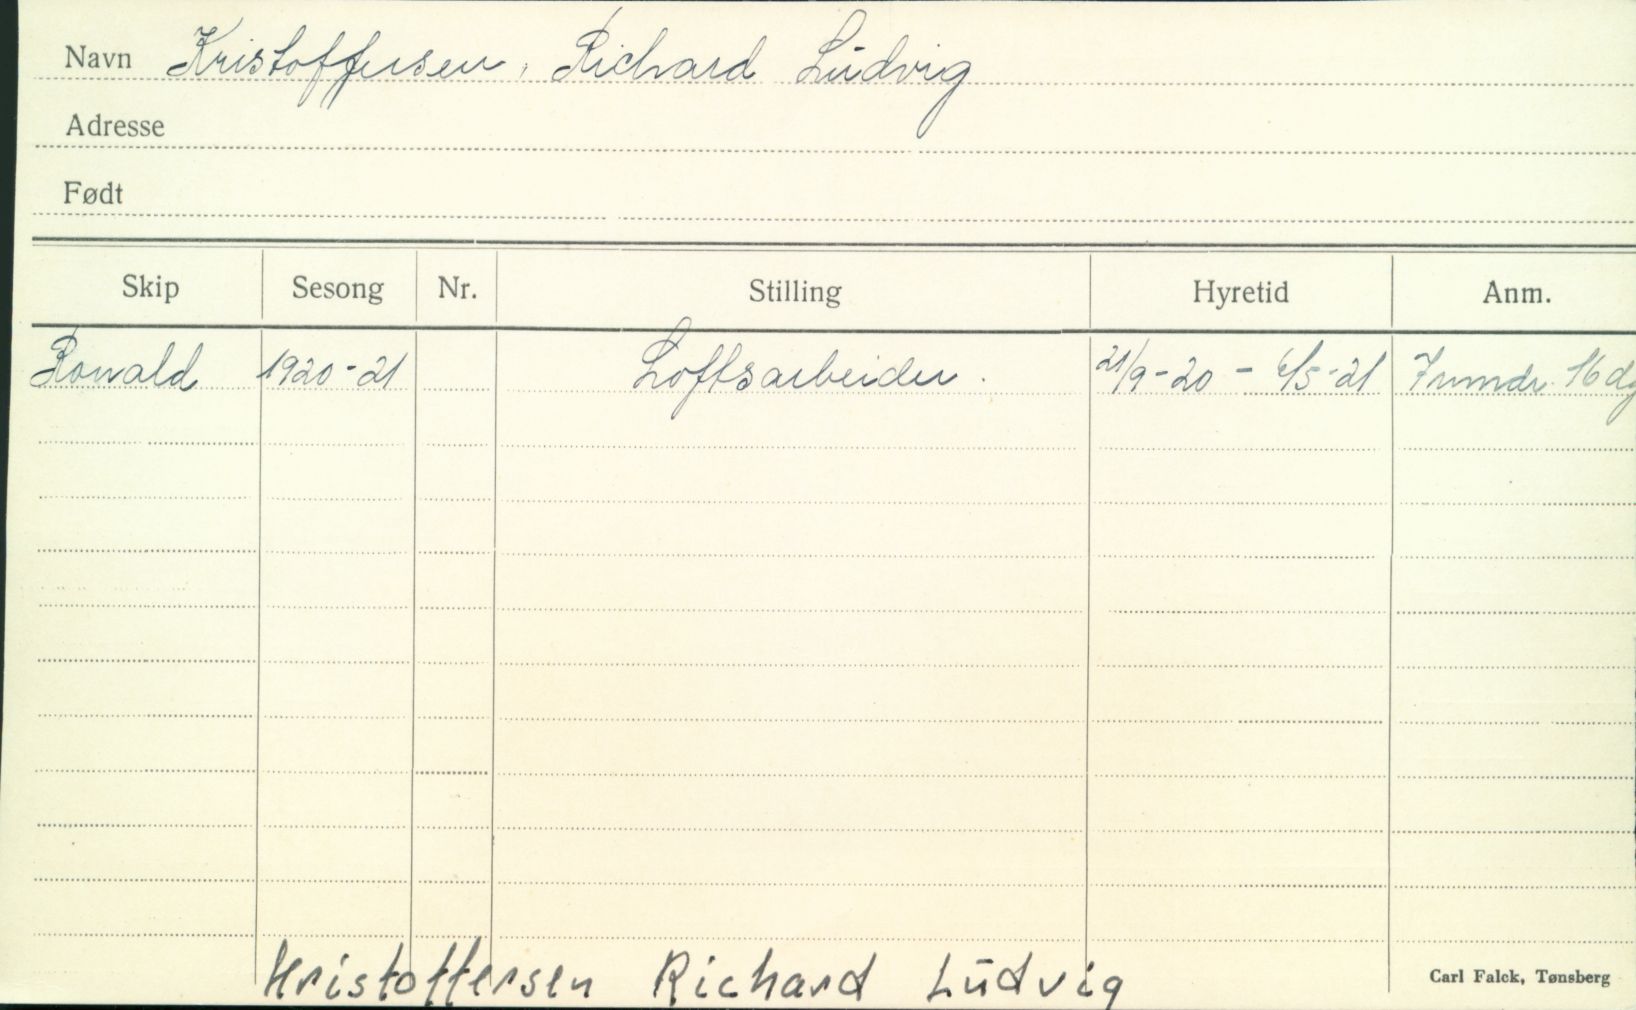 Navn Kristoffersen, Richard Ludvig
Adresse
Født
Skip Sesong Nr. Stilling Hyretid Anm.
Ronald 1920-21 Loftsarbeider. 21/9-20 - 6/5-21 7 mndr. 16 dg
Kristoffersen Richard Ludvig
Carl Falck, Tønsberg